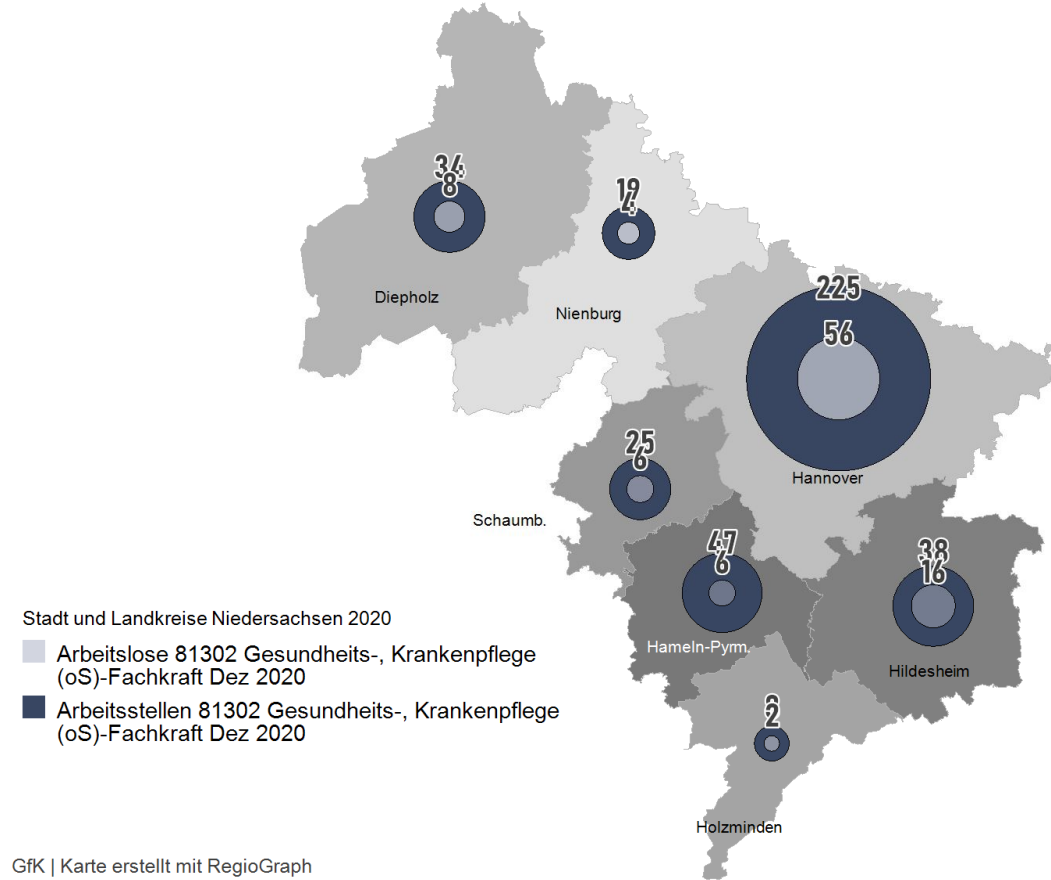 34
8
19
4
Diepholz
225
Nienburg
56
25
6
Hannover
Schaumb.
47
6
38
16
Stadt und Landkreise Niedersachsen 2020
Hameln-Pyrm.
Arbeitslose 81302 Gesundheits-, Krankenpflege
Hildesheim
(oS)-Fachkraft Dez 2020
Arbeitsstellen 81302 Gesundheits-, Krankenpflege
2
(oS)-Fachkraft Dez 2020
Holzminden
GfK | Karte erstellt mit RegioGraph